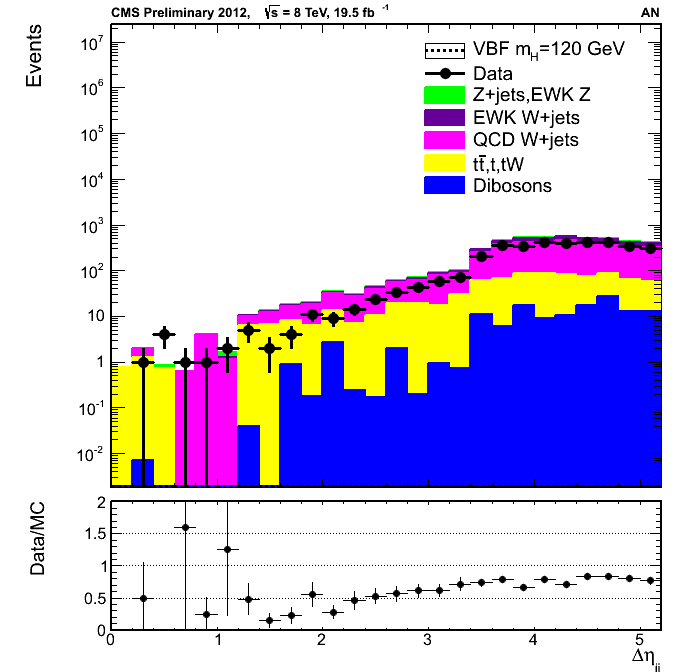 CMS Preliminary 2012, √s = 8 TeV, 19.5 fb⁻¹ AN
Events
10⁷
10⁶
10⁵
10⁴
10³
10²
10
1
10⁻¹
10⁻²
VBF m_H=120 GeV
Data
Z+jets,EWK Z
EWK W+jets
QCD W+jets
tt̄,t,tW
Dibosons
Data/MC
2
1.5
1
0.5
0
0 1 2 3 4 5
Δη_jj